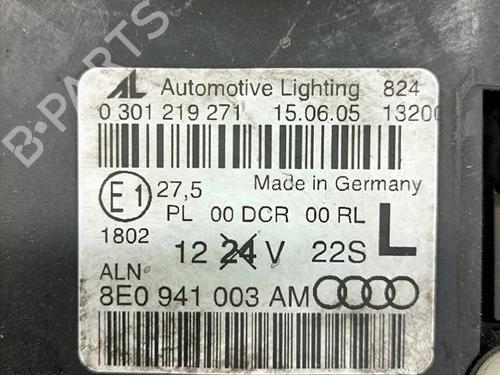 B-PARTS
AL Automotive Lighting 824
0 301 219 271 15.06.05 1320
E1 27,5 Made in Germany
PL 00 DCR 00 RL
1802
12 24 V 22S L
ALN
8E0 941 003 AM